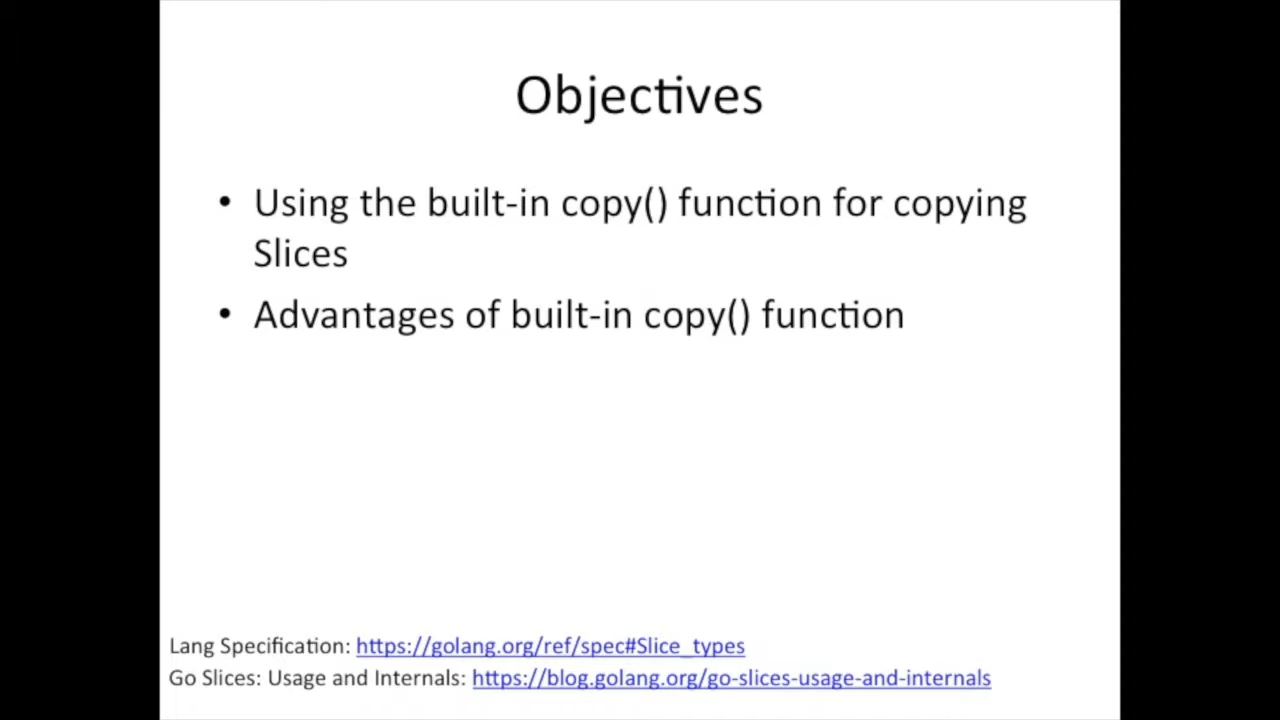 Objectives
• Using the built-in copy() function for copying
Slices
• Advantages of built-in copy() function
Lang Specification: https://golang.org/ref/spec#Slice_types
Go Slices: Usage and Internals: https://blog.golang.org/go-slices-usage-and-internals